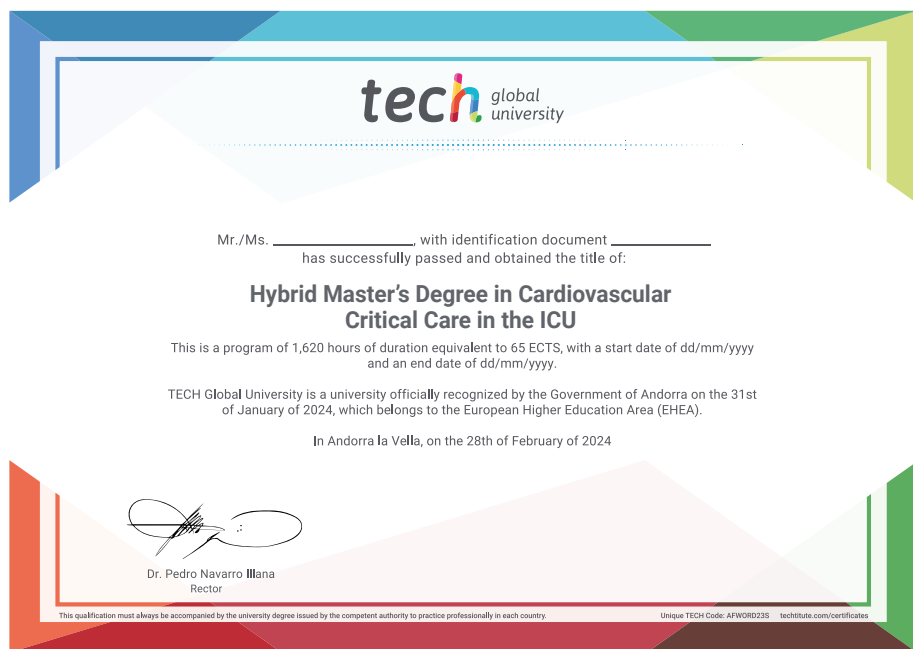 tech global university
Mr./Ms. ____________________, with identification document ______________
has successfully passed and obtained the title of:
Hybrid Master's Degree in Cardiovascular
Critical Care in the ICU
This is a program of 1,620 hours of duration equivalent to 65 ECTS, with a start date of dd/mm/yyyy
and an end date of dd/mm/yyyy.
TECH Global University is a university officially recognized by the Government of Andorra on the 31st
of January of 2024, which belongs to the European Higher Education Area (EHEA).
In Andorra la Vella, on the 28th of February of 2024
Dr. Pedro Navarro Illana
Rector
This qualification must always be accompanied by the university degree issued by the competent authority to practice professionally in each country.
Unique TECH Code: AFWORD23S techtitute.com/certificates